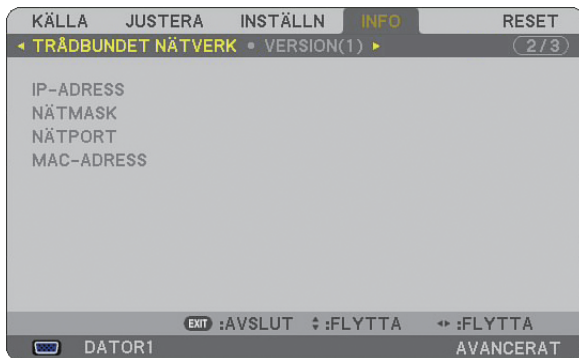 KÄLLA JUSTERA INSTÄLLN INFO RESET
TRÅDBUNDET NÄTVERK • VERSION(1) 2/3
IP-ADRESS
NÄTMASK
NÄTPORT
MAC-ADRESS
EXIT :AVSLUT :FLYTTA :FLYTTA
DATOR1 AVANCERAT